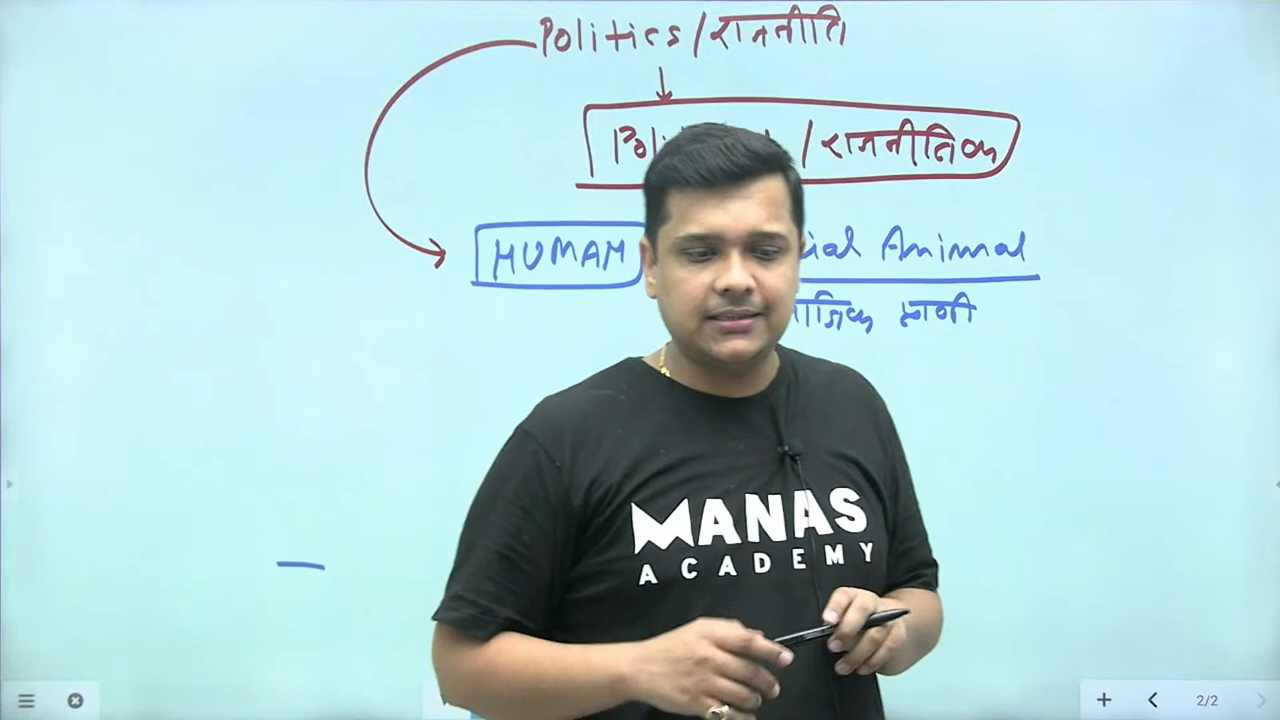 Politics/राजनीति
/राजनीतिक
HUMAN Animal
प्राणी
MANAS
ACADEMY
2/2